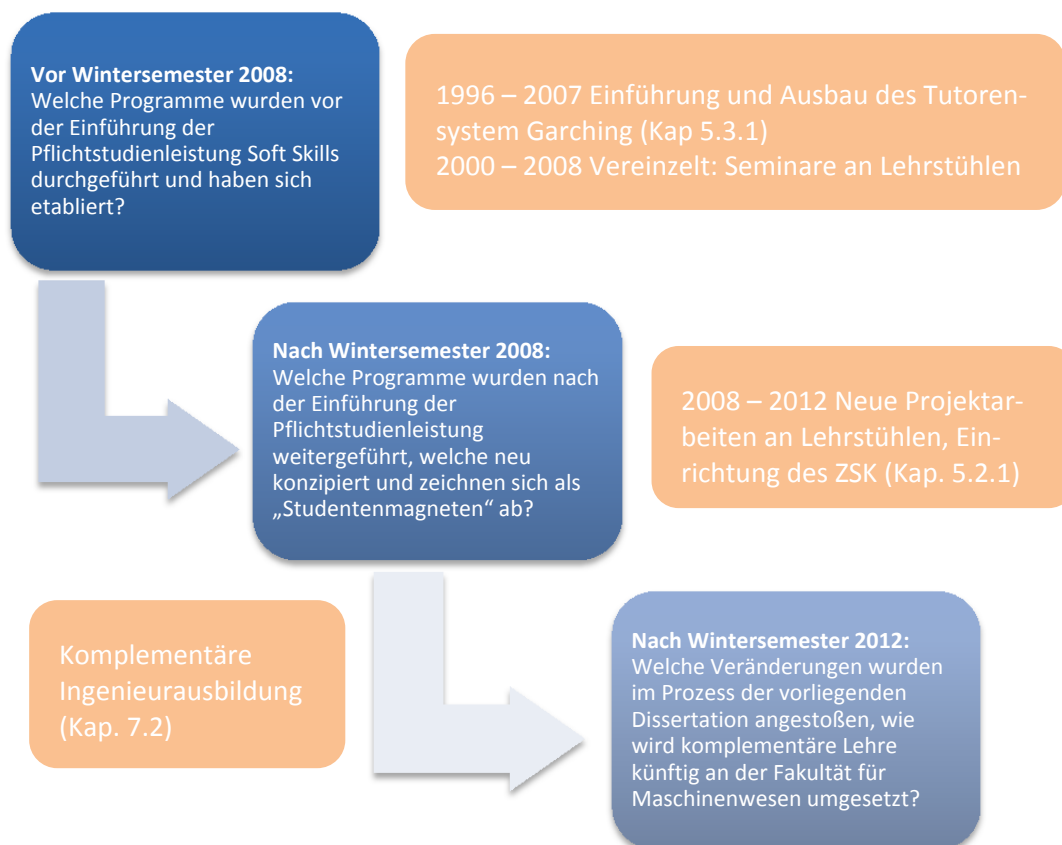 Vor Wintersemester 2008:
Welche Programme wurden vor
der Einführung der
Pflichtstudienleistung Soft Skills
durchgeführt und haben sich
etabliert?
1996 – 2007 Einführung und Ausbau des Tutoren-
system Garching (Kap 5.3.1)
2000 – 2008 Vereinzelt: Seminare an Lehrstühlen
Nach Wintersemester 2008:
Welche Programme wurden nach
der Einführung der
Pflichtstudienleistung
weitergeführt, welche neu
konzipiert und zeichnen sich als
„Studentenmagneten“ ab?
2008 – 2012 Neue Projektar-
beiten an Lehrstühlen, Ein-
richtung des ZSK (Kap. 5.2.1)
Komplementäre
Ingenieurausbildung
(Kap. 7.2)
Nach Wintersemester 2012:
Welche Veränderungen wurden
im Prozess der vorliegenden
Dissertation angestoßen, wie
wird komplementäre Lehre
künftig an der Fakultät für
Maschinenwesen umgesetzt?